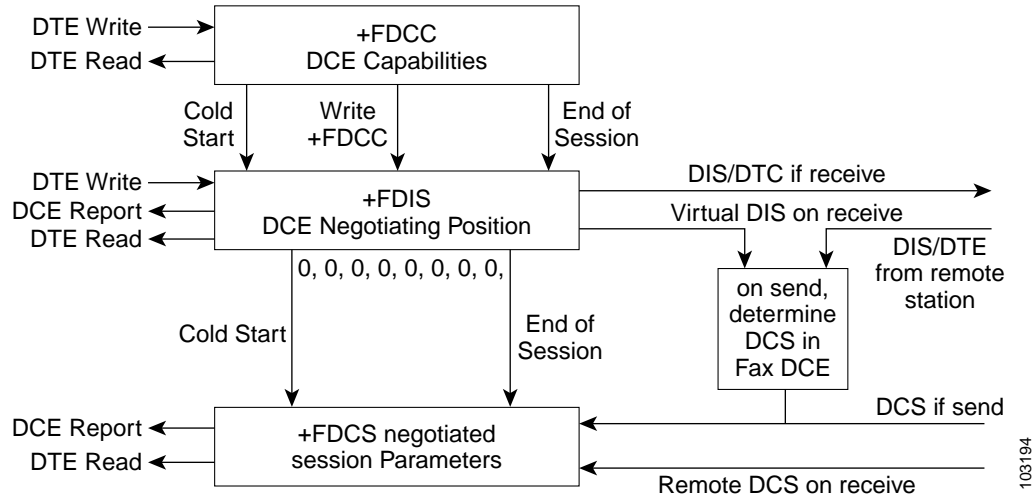 DTE Write
DTE Read
+FDCC
DCE Capabilities
Cold
Start
Write
+FDCC
End of
Session
DTE Write
DCE Report
DTE Read
+FDIS
DCE Negotiating Position
DIS/DTC if receive
Virtual DIS on receive
DIS/DTE
from remote
station
0, 0, 0, 0, 0, 0, 0, 0,
on send,
determine
DCS in
Fax DCE
Cold Start
End of
Session
DCE Report
DTE Read
+FDCS negotiated
session Parameters
DCS if send
Remote DCS on receive
103194